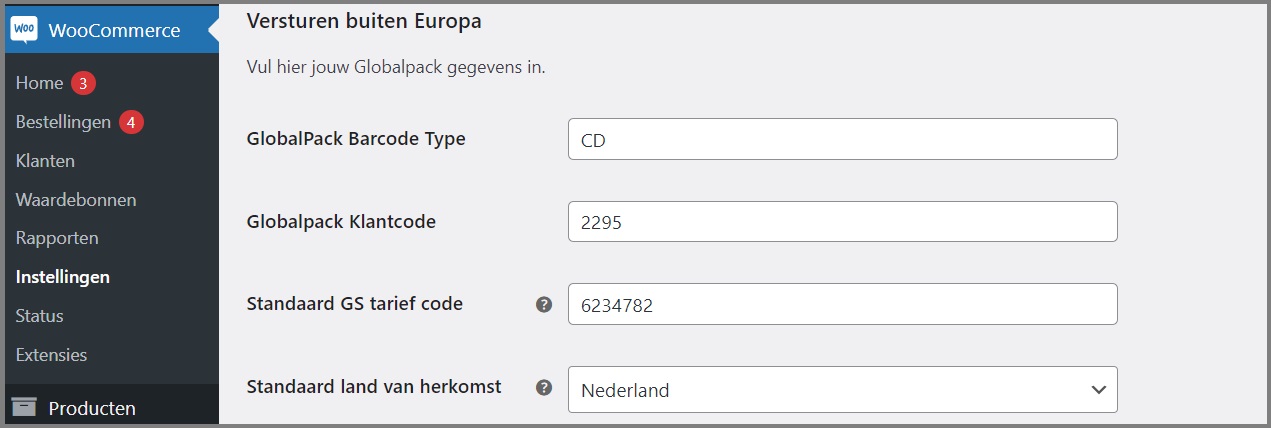 Woo WooCommerce
Home 3
Bestellingen 4
Klanten
Waardebonnen
Rapporten
Instellingen
Status
Extensies
Producten
Versturen buiten Europa
Vul hier jouw Globalpack gegevens in.
GlobalPack Barcode Type CD
Globalpack Klantcode 2295
Standaard GS tarief code ? 6234782
Standaard land van herkomst ? Nederland